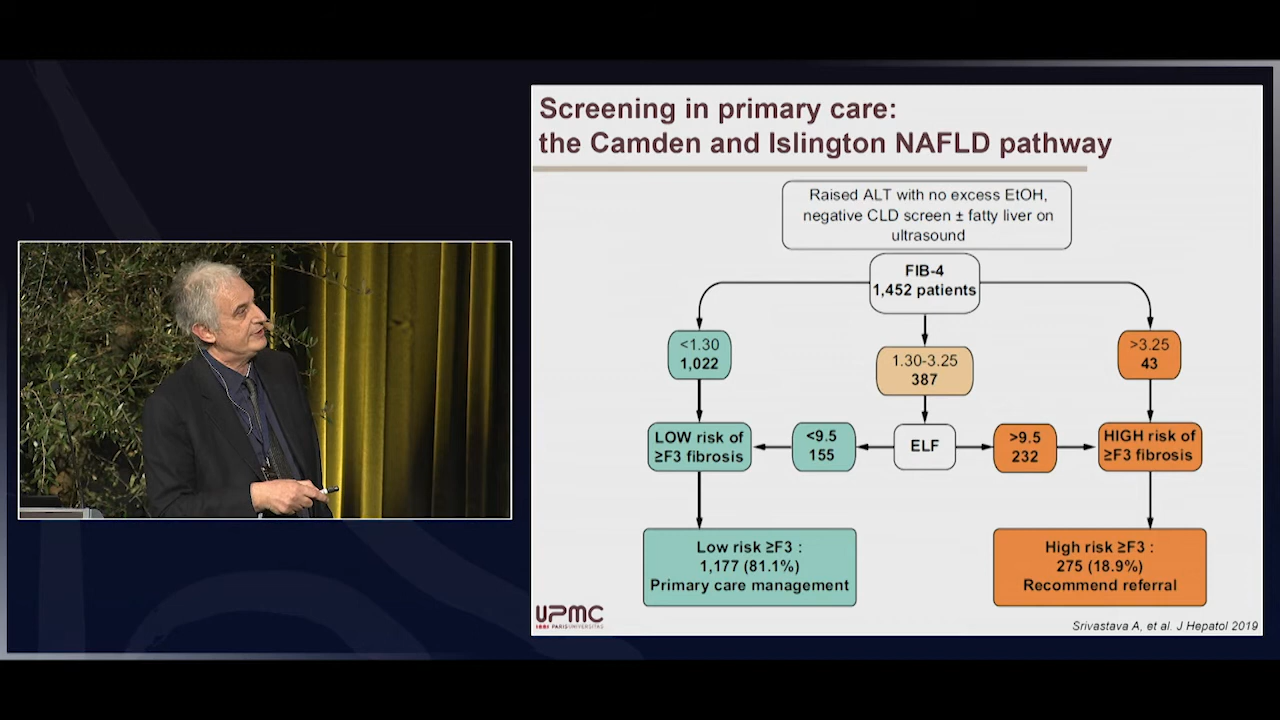 Screening in primary care:
the Camden and Islington NAFLD pathway
Raised ALT with no excess EtOH,
negative CLD screen ± fatty liver on
ultrasound
FIB-4
1,452 patients
<1.30
1,022
1.30-3.25
387
>3.25
43
LOW risk of
≥F3 fibrosis
<9.5
155
ELF
>9.5
232
HIGH risk of
≥F3 fibrosis
Low risk ≥F3 :
1,177 (81.1%)
Primary care management
High risk ≥F3 :
275 (18.9%)
Recommend referral
UPMC
PARISUNIVERSITAS
Srivastava A, et al. J Hepatol 2019